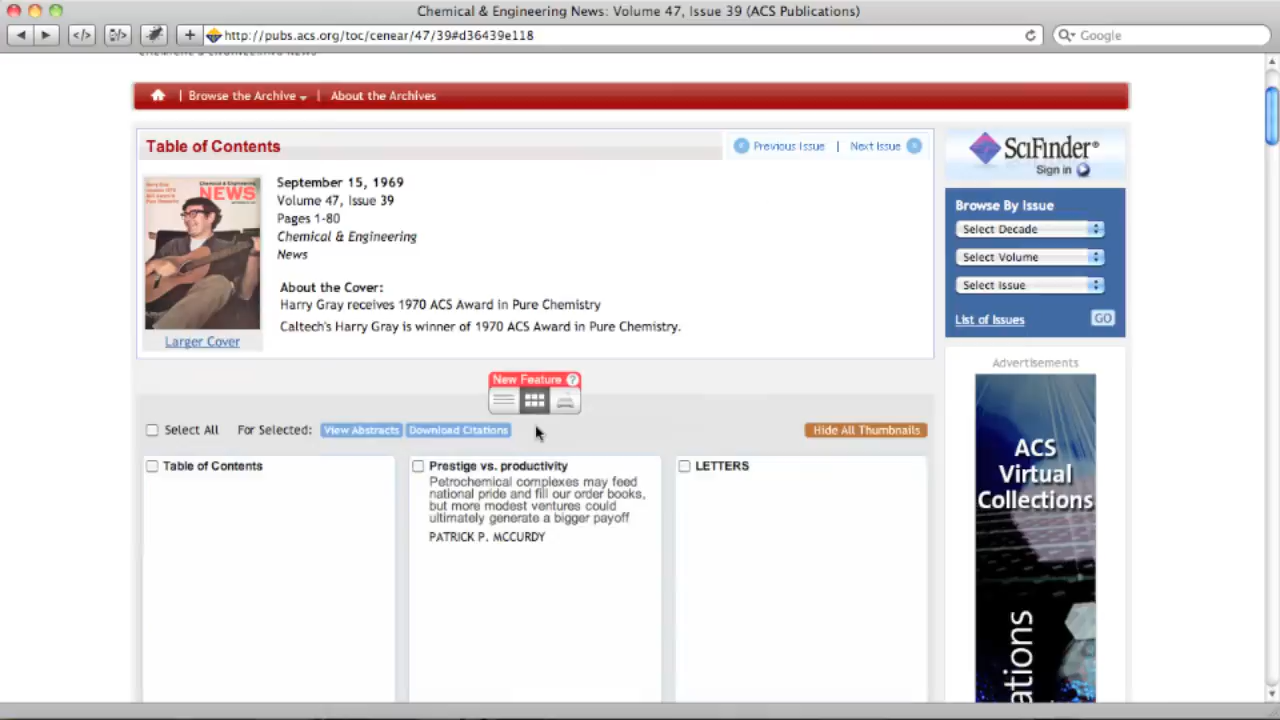 Chemical & Engineering News: Volume 47, Issue 39 (ACS Publications)
http://pubs.acs.org/toc/cenear/47/39#d36439e118
Google
Browse the Archive
About the Archives
Table of Contents
Previous Issue | Next Issue
Chemical & Engineering
NEWS
September 15, 1969
Volume 47, Issue 39
Pages 1-80
Chemical & Engineering
News
About the Cover:
Harry Gray receives 1970 ACS Award in Pure Chemistry
Caltech's Harry Gray is winner of 1970 ACS Award in Pure Chemistry.
Larger Cover
SciFinder®
Sign in
Browse By Issue
Select Decade
Select Volume
Select Issue
List of Issues
GO
Advertisements
ACS
Virtual
Collections
ations
New Feature ?
Select All
For Selected:
View Abstracts
Download Citations
Hide All Thumbnails
Table of Contents
Prestige vs. productivity
Petrochemical complexes may feed
national pride and fill our order books,
but more modest ventures could
ultimately generate a bigger payoff
PATRICK P. MCCURDY
LETTERS